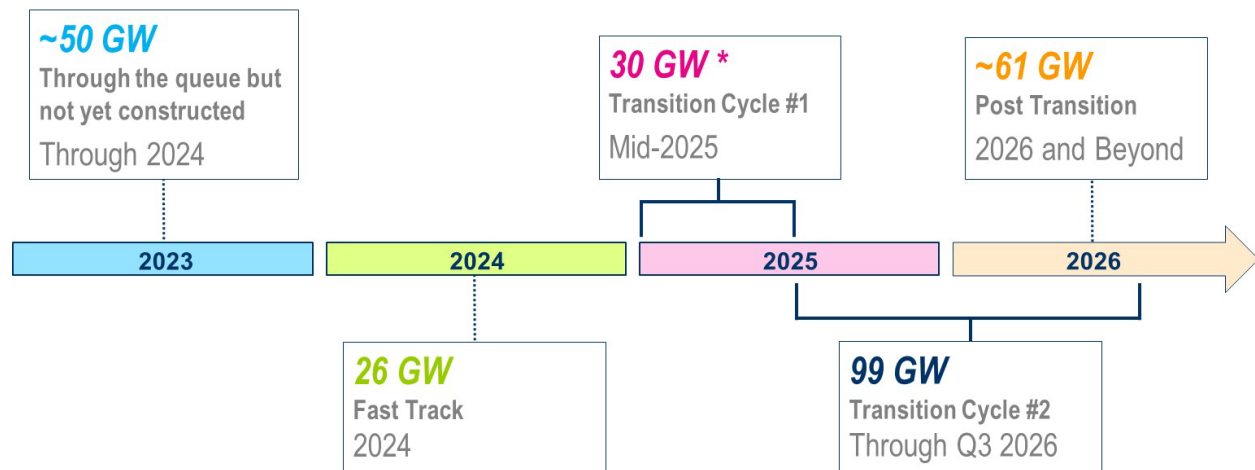 ~50 GW
Through the queue but
not yet constructed
Through 2024
30 GW *
Transition Cycle #1
Mid-2025
~61 GW
Post Transition
2026 and Beyond
2023
2024
2025
2026
26 GW
Fast Track
2024
99 GW
Transition Cycle #2
Through Q3 2026